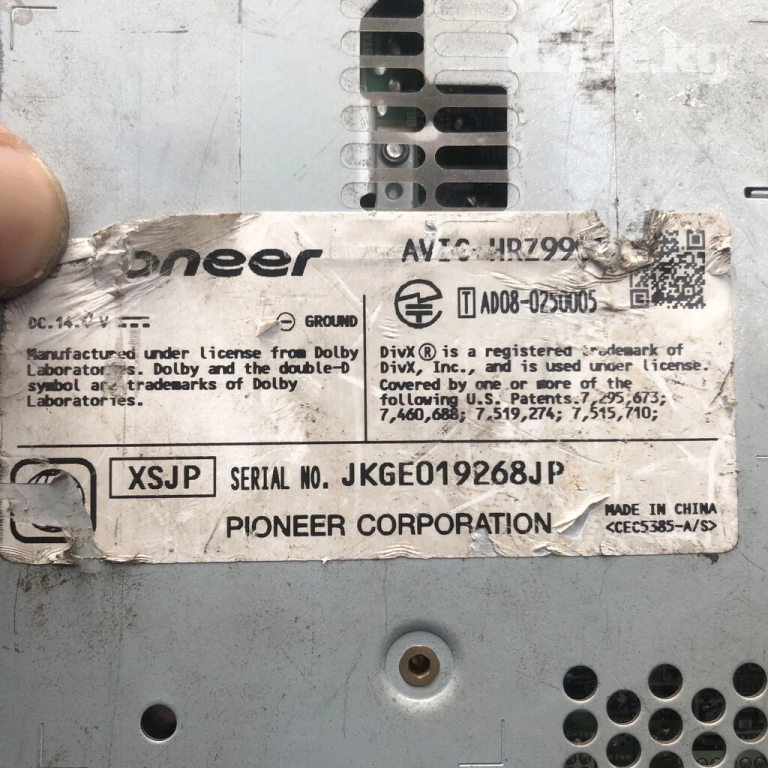 drive.kg
Pioneer
AVIC-HRZ99
DC.14.4 V
GROUND
T AD08-0250005
Manufactured under license from Dolby
Laboratories. Dolby and the double-D
symbol are trademarks of Dolby
Laboratories.
DivX® is a registered trademark of
DivX, Inc., and is used under license.
Covered by one or more of the
following U.S. Patents.7,295,673;
7,460,688; 7,519,274; 7,515,710;
XSJP SERIAL NO. JKGE019268JP
PIONEER CORPORATION
MADE IN CHINA
<CEC5385-A/S>